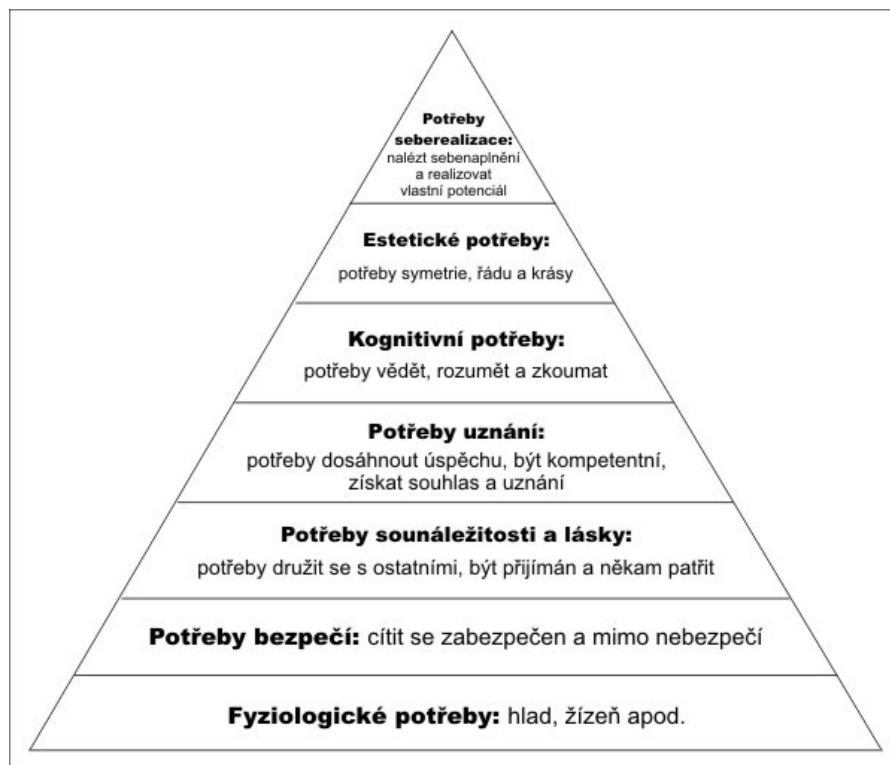 Potřeby
seberealizace:
nalézt sebenaplnění
a realizovat
vlastní potenciál
Estetické potřeby:
potřeby symetrie, řádu a krásy
Kognitivní potřeby:
potřeby vědět, rozumět a zkoumat
Potřeby uznání:
potřeby dosáhnout úspěchu, být kompetentní,
získat souhlas a uznání
Potřeby sounáležitosti a lásky:
potřeby družit se s ostatními, být přijímán a někam patřit
Potřeby bezpečí: cítit se zabezpečen a mimo nebezpečí
Fyziologické potřeby: hlad, žízeň apod.